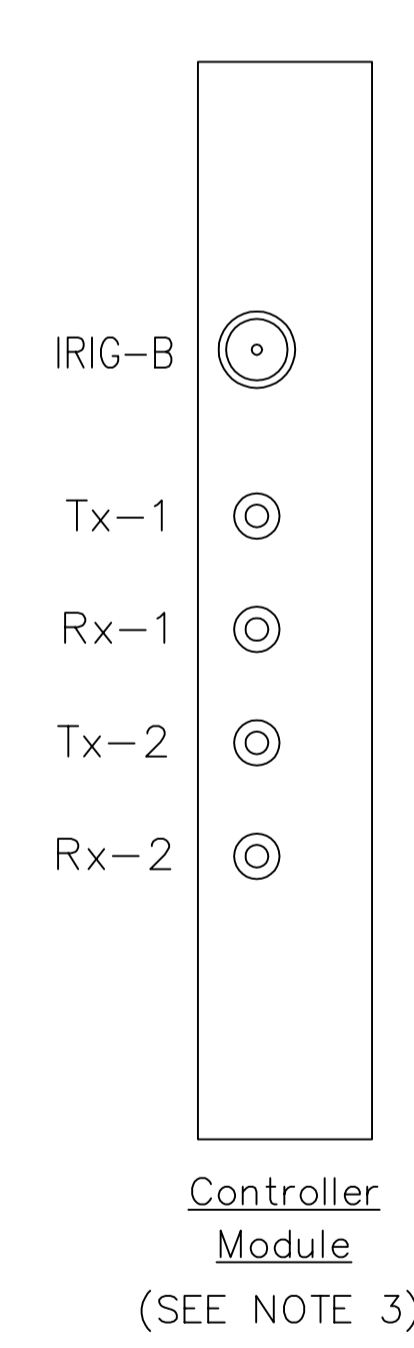 IRIG-B
Tx-1
Rx-1
Tx-2
Rx-2
Controller
Module
(SEE NOTE 3)